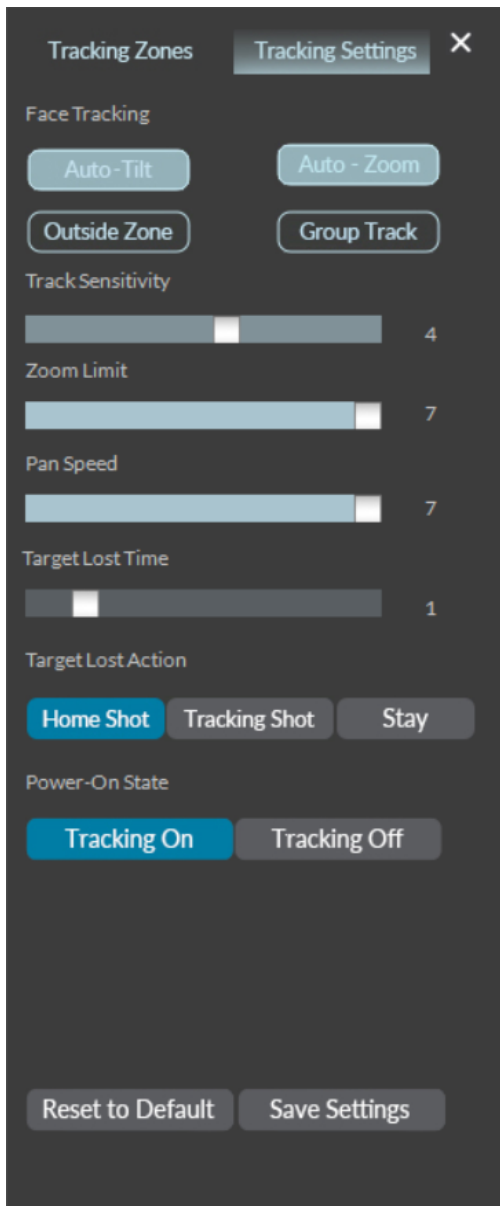 Tracking Zones Tracking Settings ×
Face Tracking
Auto-Tilt Auto - Zoom
Outside Zone Group Track
Track Sensitivity
4
Zoom Limit
7
Pan Speed
7
Target Lost Time
1
Target Lost Action
Home Shot Tracking Shot Stay
Power-On State
Tracking On Tracking Off
Reset to Default Save Settings